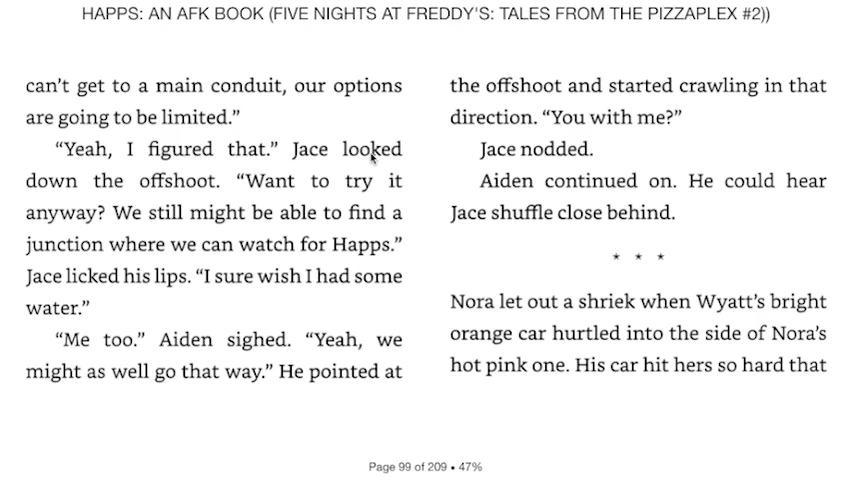 HAPPS: AN AFK BOOK (FIVE NIGHTS AT FREDDY'S: TALES FROM THE PIZZAPLEX #2))
can’t get to a main conduit, our options
are going to be limited.”
“Yeah, I figured that.” Jace looked
down the offshoot. “Want to try it
anyway? We still might be able to find a
junction where we can watch for Happs.”
Jace licked his lips. “I sure wish I had some
water.”
“Me too.” Aiden sighed. “Yeah, we
might as well go that way.” He pointed at
the offshoot and started crawling in that
direction. “You with me?”
Jace nodded.
Aiden continued on. He could hear
Jace shuffle close behind.
* * *
Nora let out a shriek when Wyatt’s bright
orange car hurtled into the side of Nora’s
hot pink one. His car hit hers so hard that
Page 99 of 209 • 47%